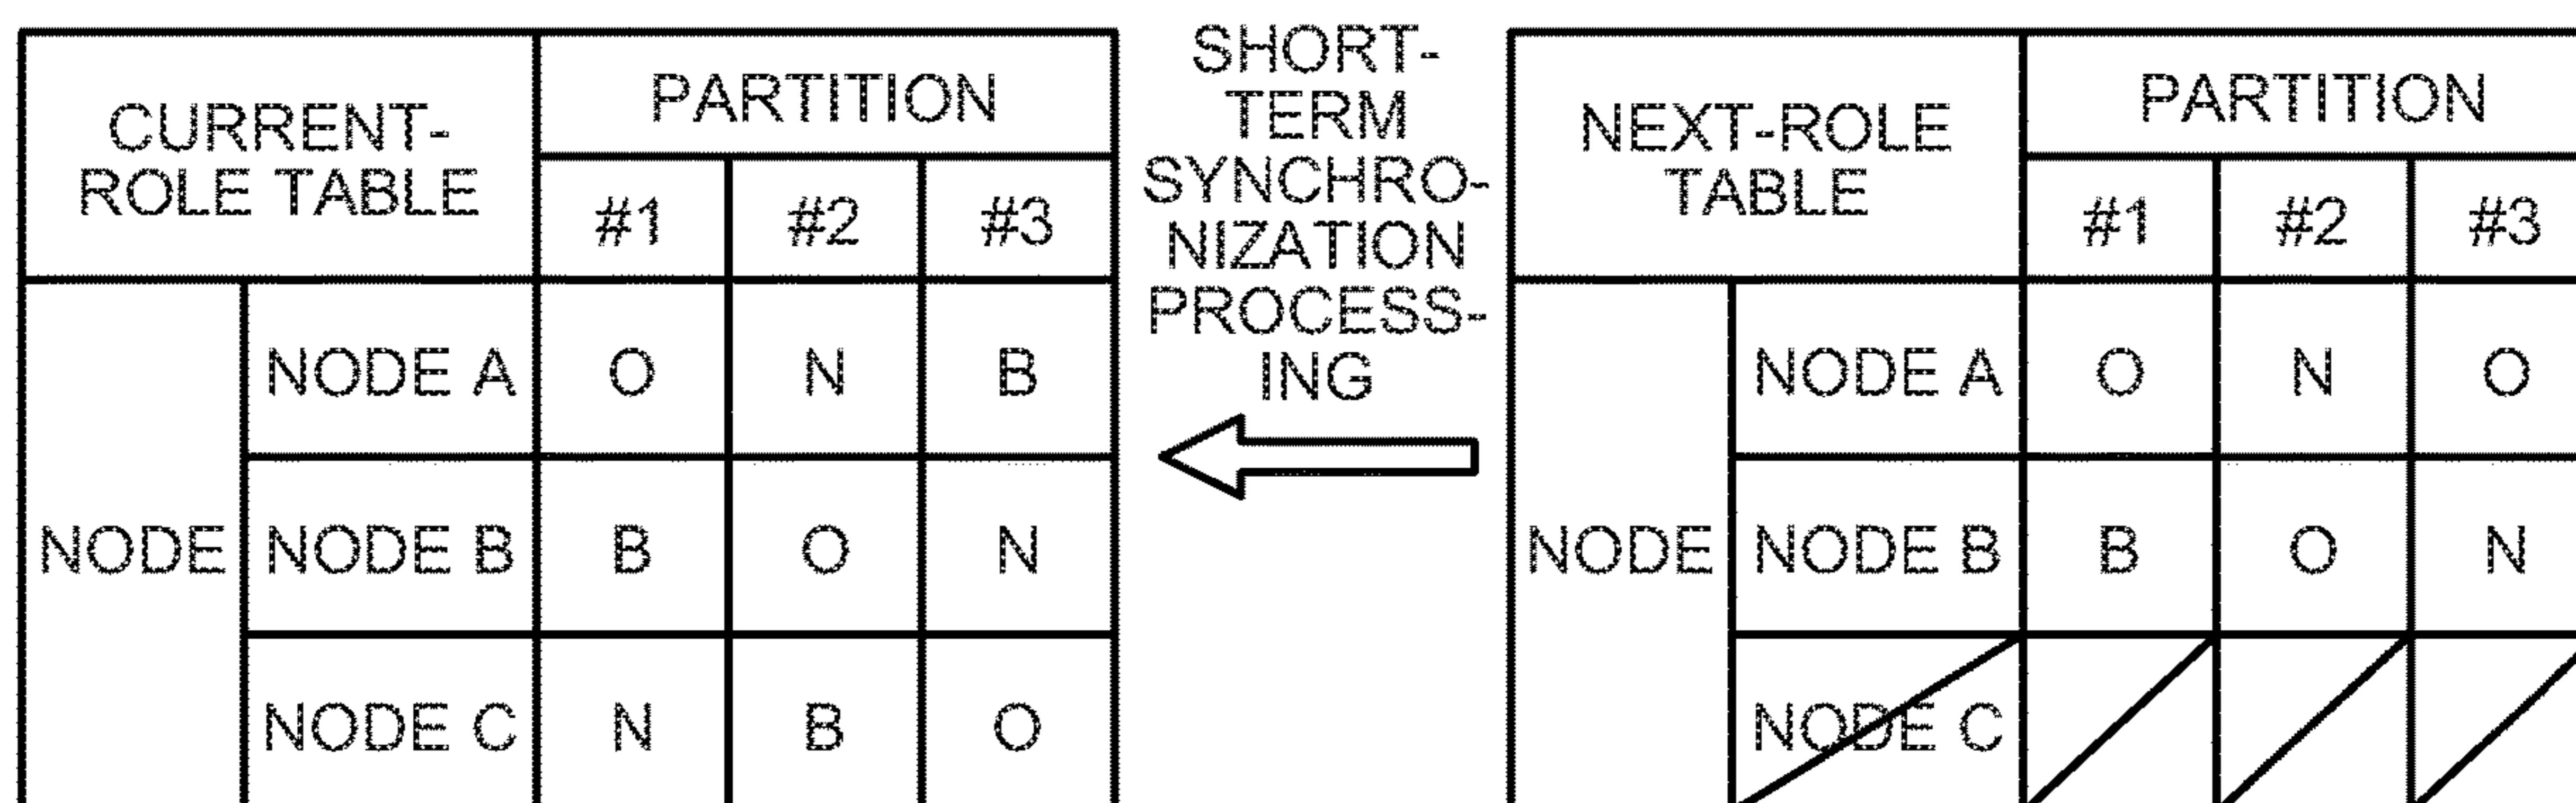 CURRENT-
ROLE TABLE
PARTITION
#1 #2 #3
NODE
NODE A O N B
NODE B B O N
NODE C N B O
SHORT-
TERM
SYNCHRO-
NIZATION
PROCESS-
ING
NEXT-ROLE
TABLE
PARTITION
#1 #2 #3
NODE
NODE A O N O
NODE B B O N
NODE C